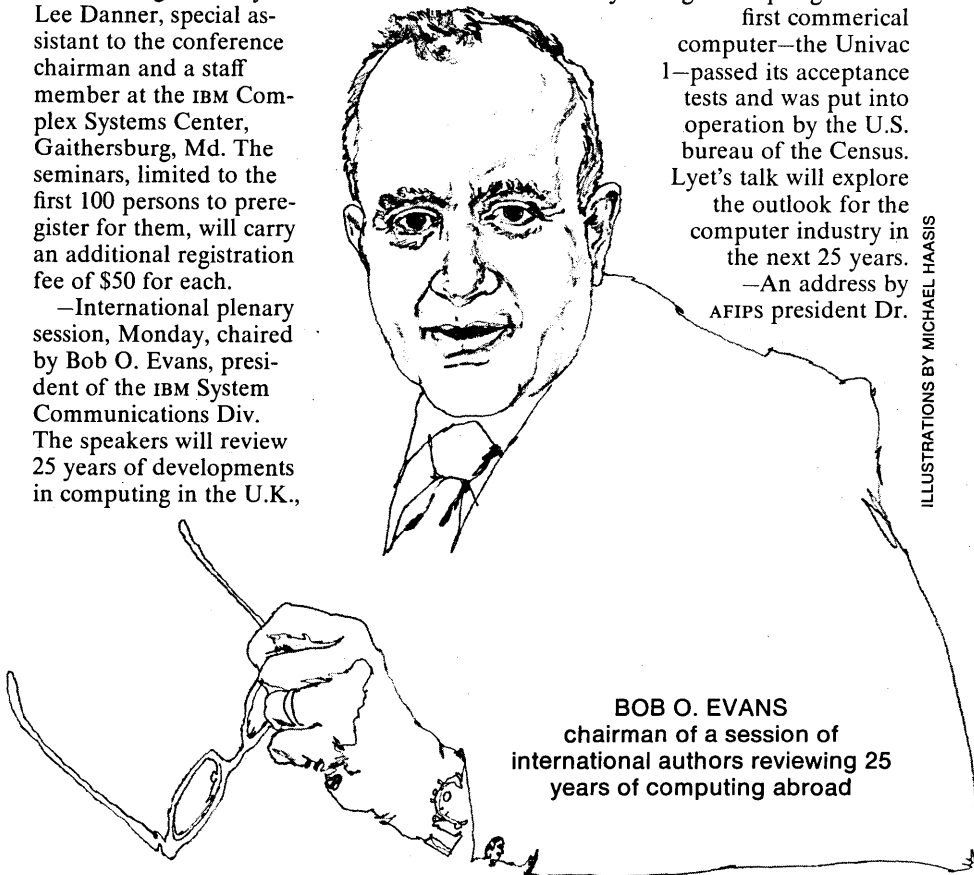 Lee Danner, special as-
sistant to the conference
chairman and a staff
member at the IBM Com-
plex Systems Center,
Gaithersburg, Md. The
seminars, limited to the
first 100 persons to prere-
gister for them, will carry
an additional registration
fee of $50 for each.
—International plenary
session, Monday, chaired
by Bob O. Evans, presi-
dent of the IBM System
Communications Div.
The speakers will review
25 years of developments
in computing in the U.K.,
first commerical
computer—the Univac
1—passed its acceptance
tests and was put into
operation by the U.S.
bureau of the Census.
Lyet's talk will explore
the outlook for the
computer industry in
the next 25 years.
—An address by
AFIPS president Dr.
ILLUSTRATIONS BY MICHAEL HAASIS
BOB O. EVANS
chairman of a session of
international authors reviewing 25
years of computing abroad